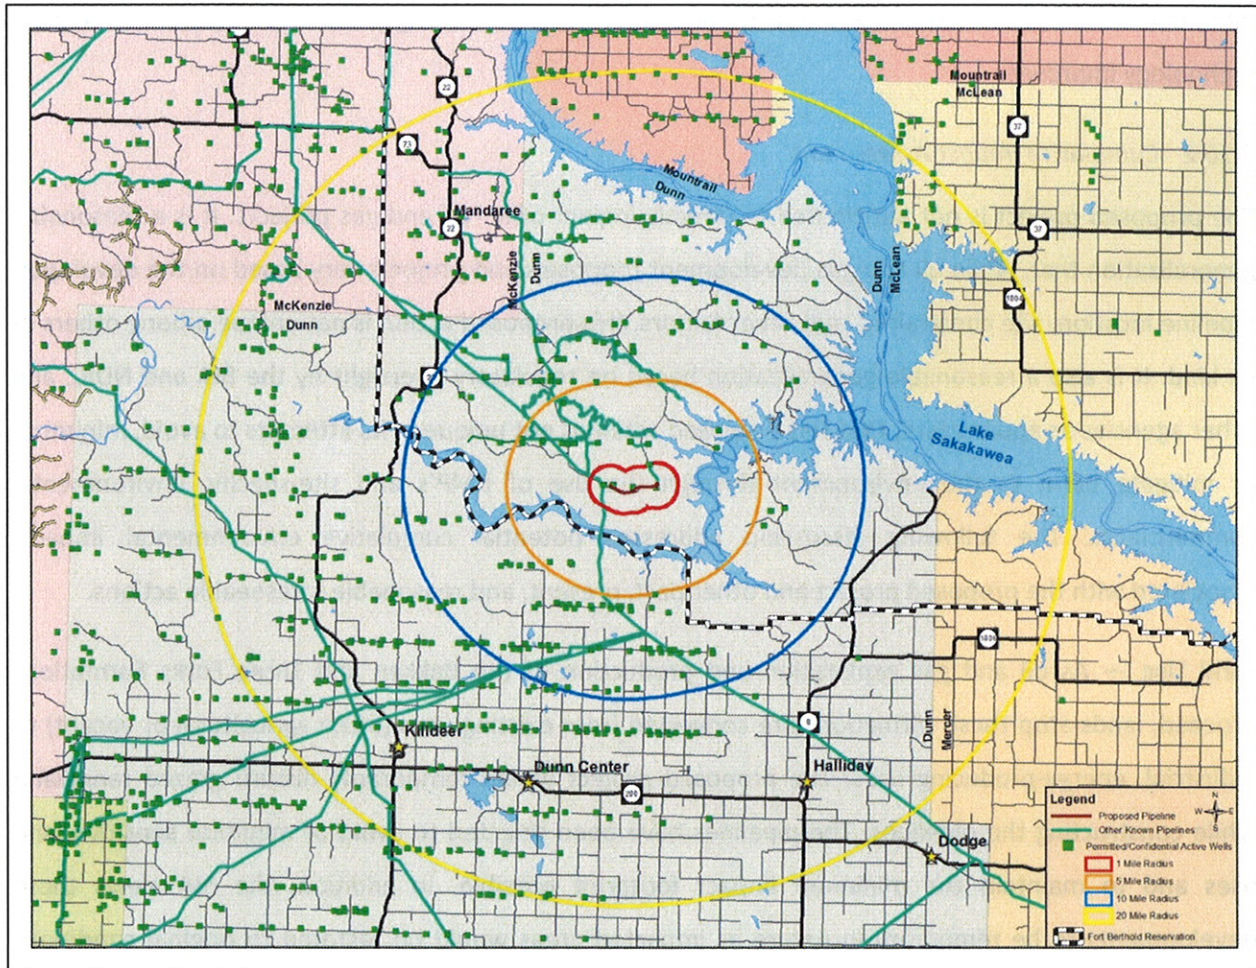 Mountrail
McLean
22
37
73
Mountrail
Dunn
Mandaree
22
37
McKenzie
Dunn
Dunn
McLean
1804
McKenzie
Dunn
Lake
Sakakawea
1806
Dunn
Mercer
8
Killdeer
Dunn Center
Halliday
200
Dodge
Legend
N
W
E
S
Proposed Pipeline
Other Known Pipelines
Permitted/Confidential Active Wells
1 Mile Radius
5 Mile Radius
10 Mile Radius
20 Mile Radius
Fort Berthold Reservation